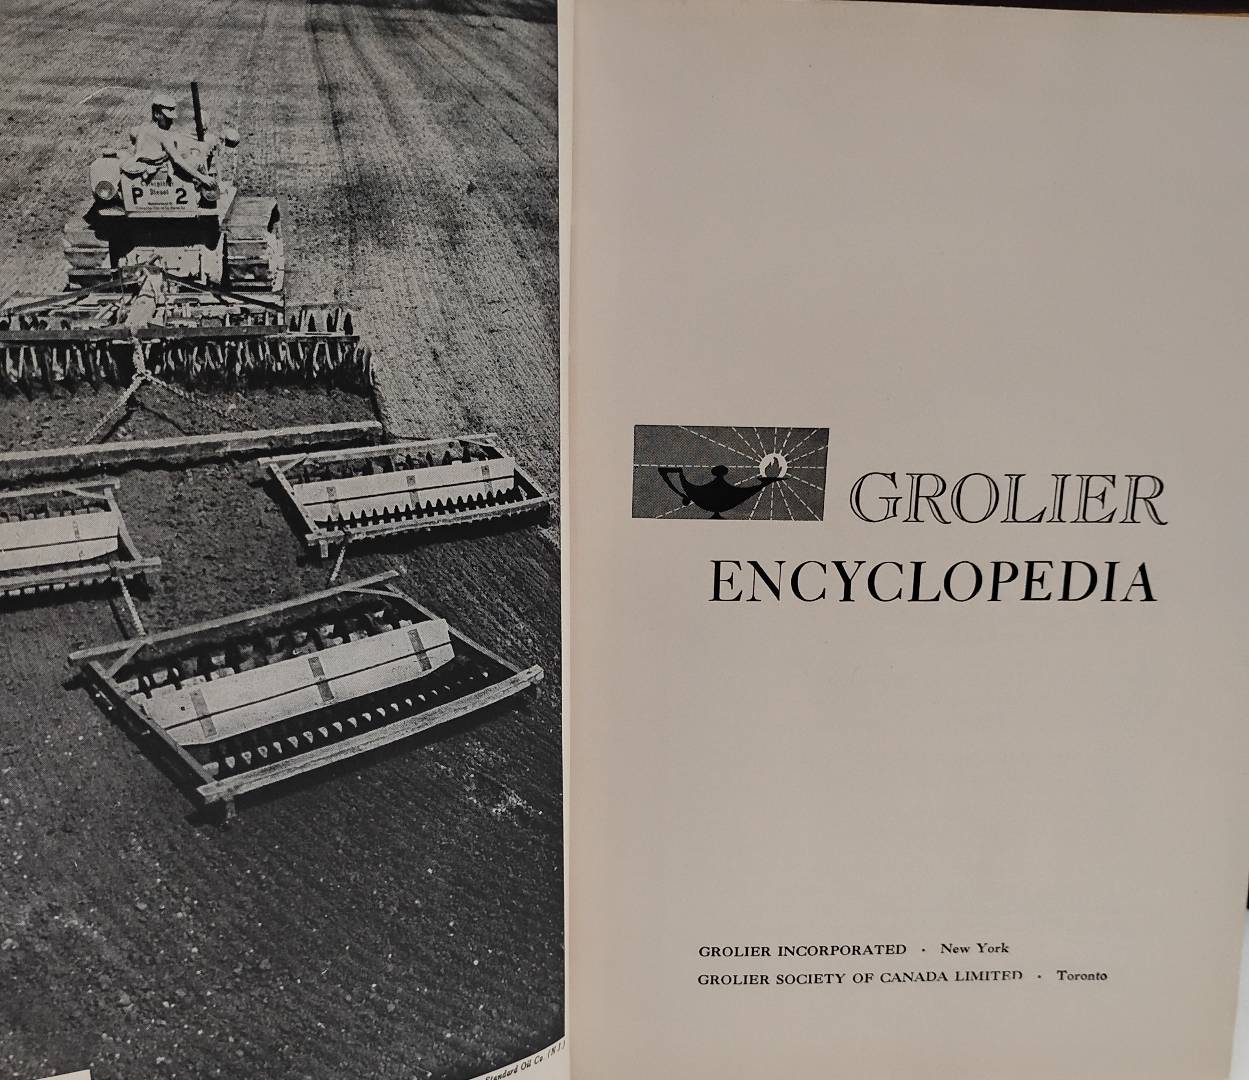 P 2
Diesel
Standard Oil Co. (N.J.)
GROLIER
ENCYCLOPEDIA
GROLIER INCORPORATED · New York
GROLIER SOCIETY OF CANADA LIMITED · Toronto